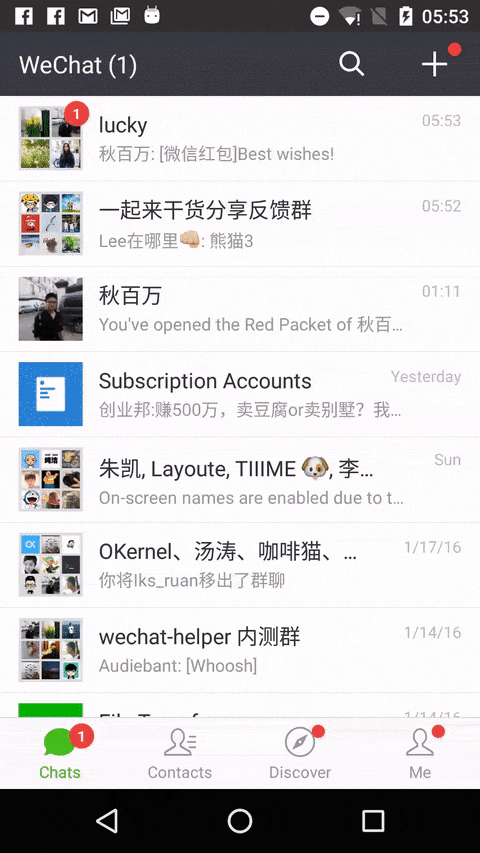 05:53
WeChat (1)
1
lucky
05:53
秋百万: [微信红包]Best wishes!
一起来干货分享反馈群
05:52
Lee在哪里👊🏼: 熊猫3
秋百万
01:11
You've opened the Red Packet of 秋百...
Subscription Accounts
Yesterday
创业邦:赚500万，卖豆腐or卖别墅？我...
朱凯, Layoute, TIIIME 🐶, 李...
Sun
On-screen names are enabled due to t...
OKernel、汤涛、咖啡猫、...
1/17/16
你将Iks_ruan移出了群聊
wechat-helper 内测群
1/14/16
Audiebant: [Whoosh]
File Transfer
1/14/16
1
Chats
Contacts
Discover
Me